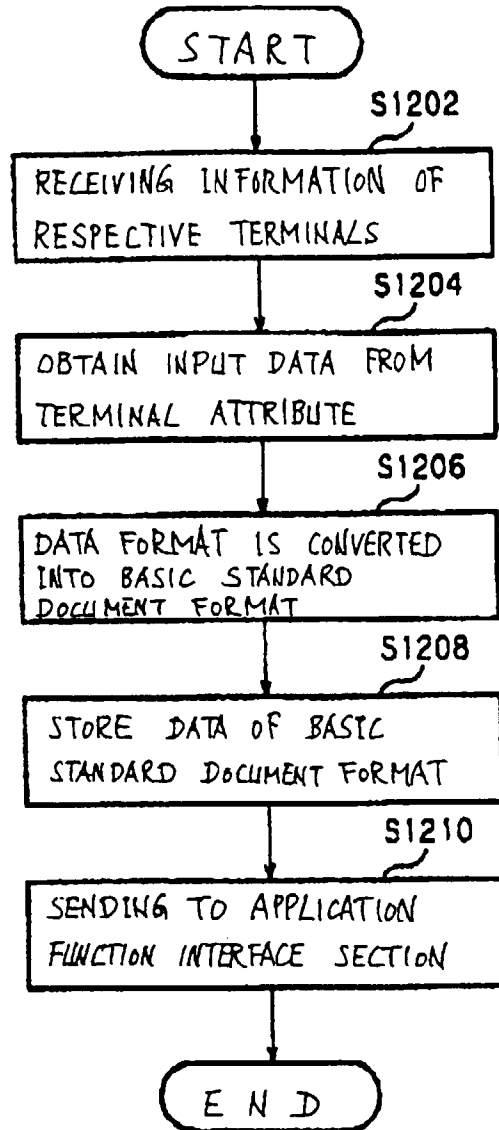 START
S1202
RECEIVING INFORMATION OF
RESPECTIVE TERMINALS
S1204
OBTAIN INPUT DATA FROM
TERMINAL ATTRIBUTE
S1206
DATA FORMAT IS CONVERTED
INTO BASIC STANDARD
DOCUMENT FORMAT
S1208
STORE DATA OF BASIC
STANDARD DOCUMENT FORMAT
S1210
SENDING TO APPLICATION
FUNCTION INTERFACE SECTION
END